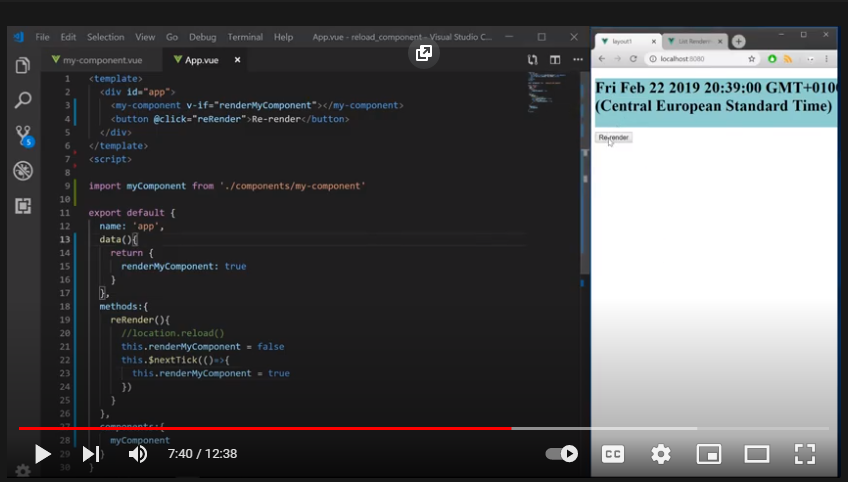 File Edit Selection View Go Debug Terminal Help App.vue - reload_component - Visual Studio C...
my-component.vue App.vue
1 <template>
2 <div id="app">
3 <my-component v-if="renderMyComponent"></my-component>
4 <button @click="reRender">Re-render</button>
5 </div>
6 </template>
7 <script>
8
9 import myComponent from './components/my-component'
10
11 export default {
12 name: 'app',
13 data(){
14 return {
15 renderMyComponent: true
16 }
17 },
18 methods:{
19 reRender(){
20 //location.reload()
21 this.renderMyComponent = false
22 this.$nextTick(()=>{
23 this.renderMyComponent = true
24 })
25 }
26 },
27 components:{
28 myComponent
29 }
30 }
layout1 List Renderin
localhost:8080
Fri Feb 22 2019 20:39:00 GMT+010
(Central European Standard Time)
Re-render
5
7:40 / 12:38
CC